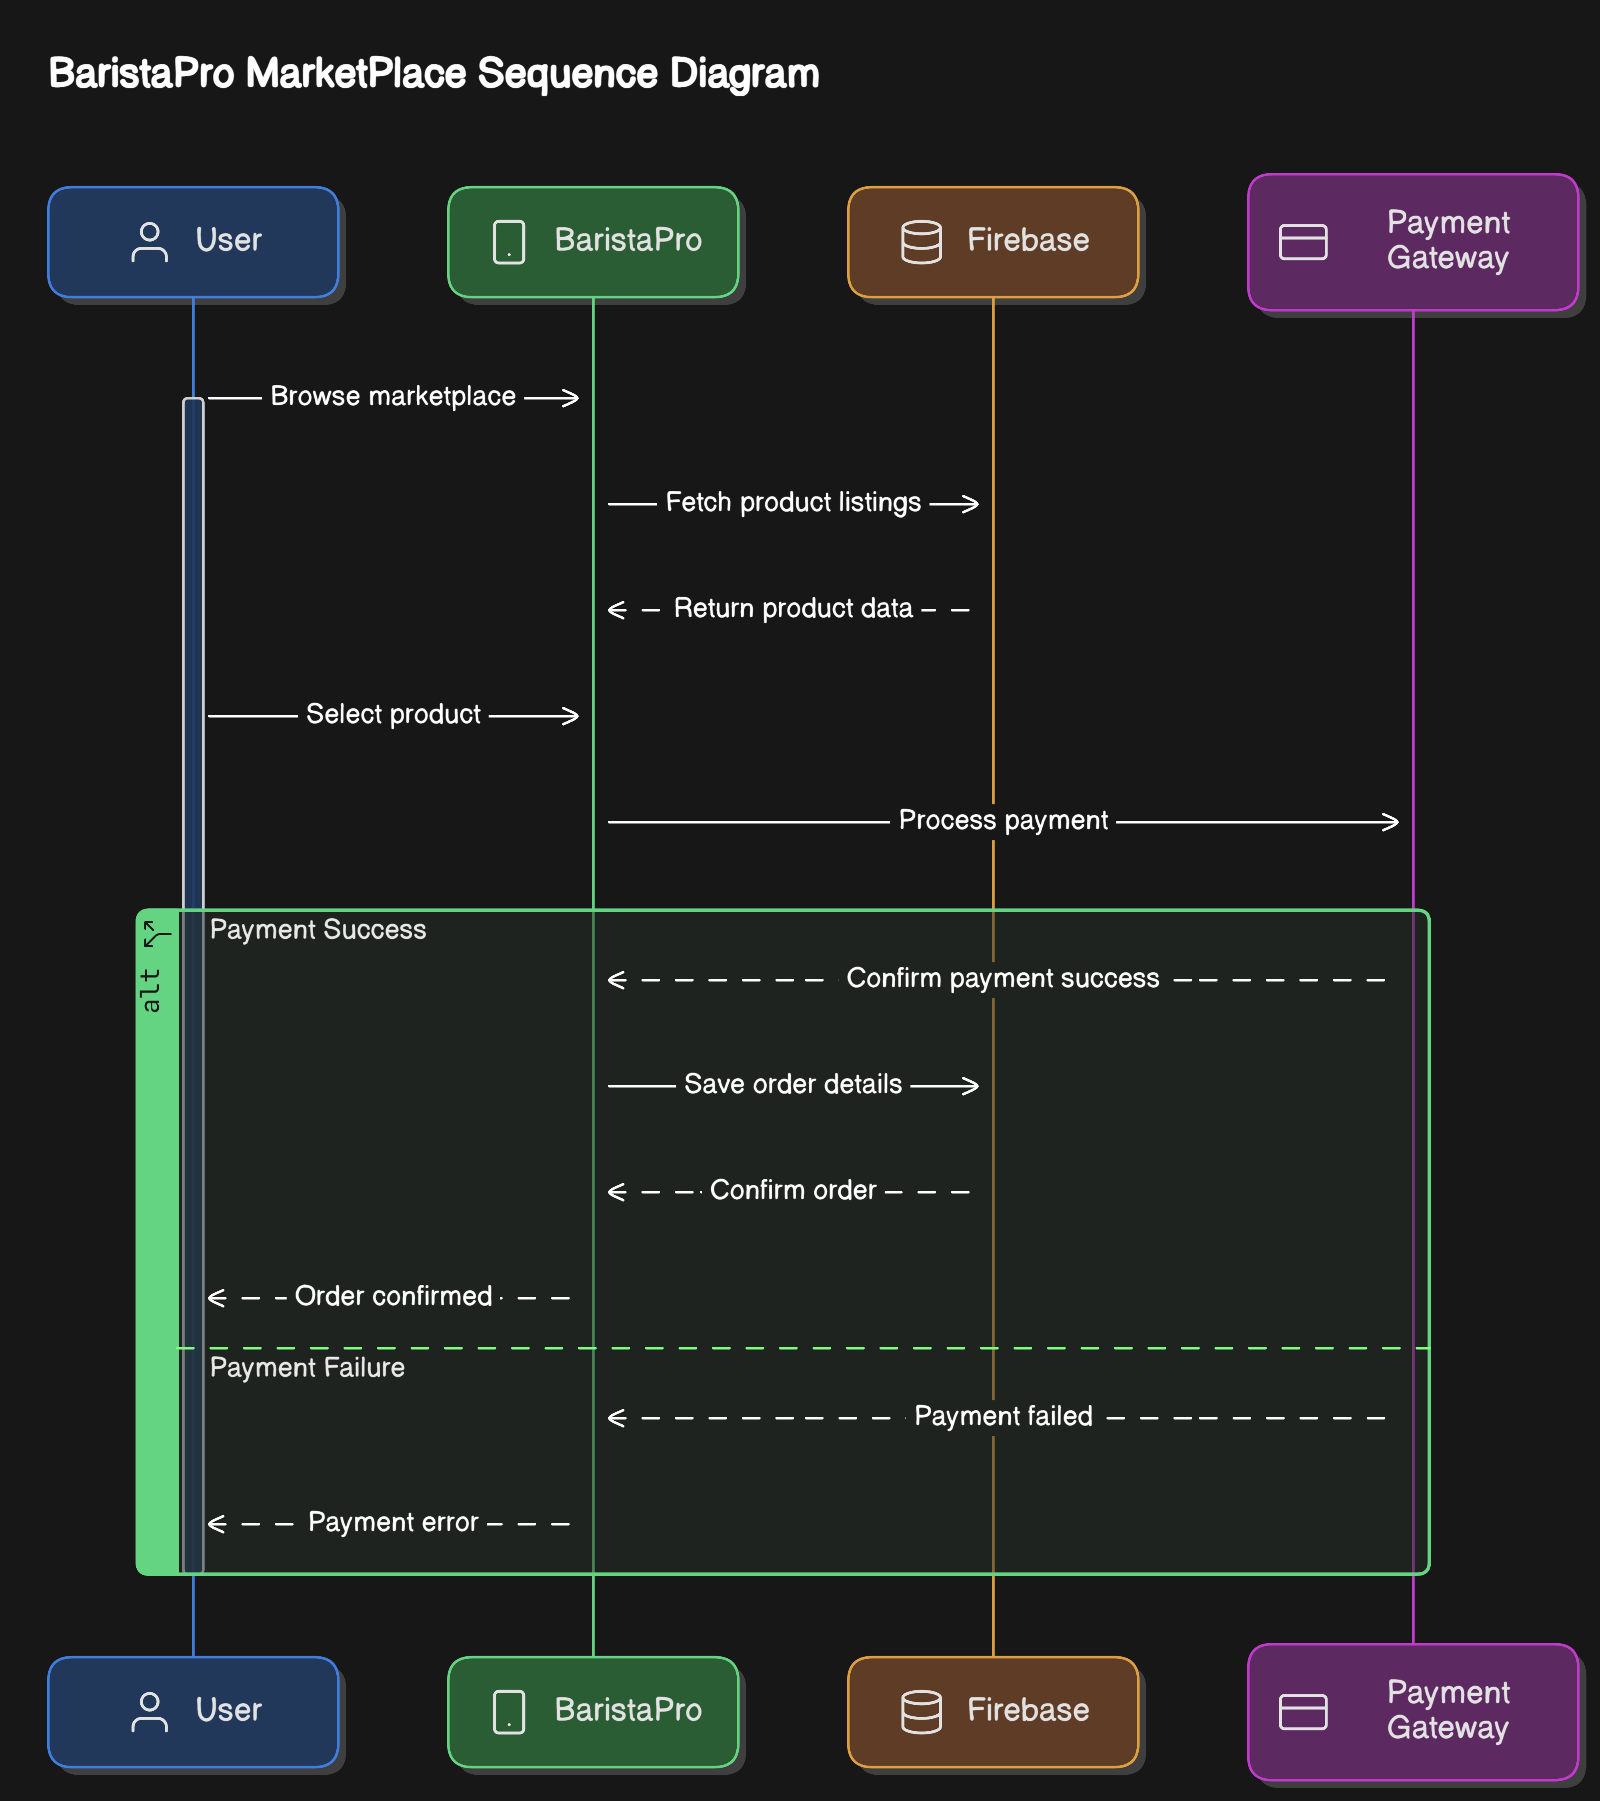 BaristaPro MarketPlace Sequence Diagram
User
BaristaPro
Firebase
Payment
Gateway
Browse marketplace
Fetch product listings
Return product data
Select product
Process payment
alt
Payment Success
Confirm payment success
Save order details
Confirm order
Order confirmed
Payment Failure
Payment failed
Payment error
User
BaristaPro
Firebase
Payment
Gateway